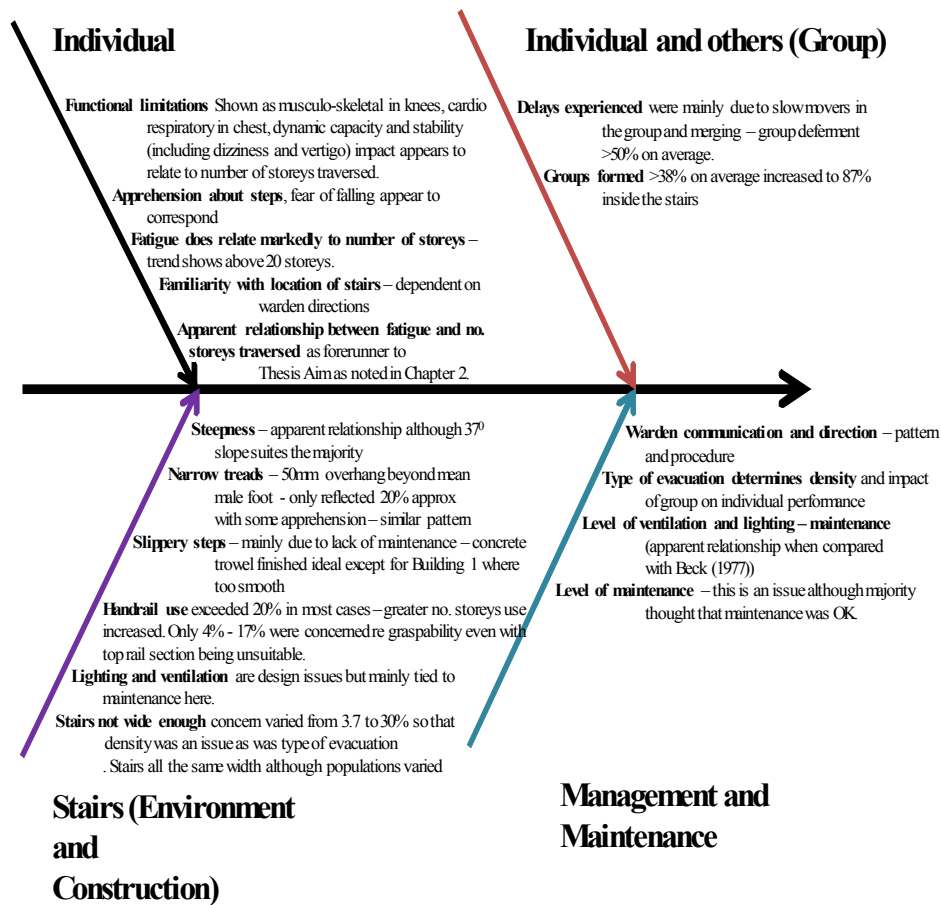 Individual
Functional limitations Shown as musculo-skeletal in knees, cardio
respiratory in chest, dynamic capacity and stability
(including dizziness and vertigo) impact appears to
relate to number of storeys traversed.
Apprehension about steps, fear of falling appear to
correspond
Fatigue does relate markedly to number of storeys –
trend shows above 20 storeys.
Familiarity with location of stairs – dependent on
warden directions
Apparent relationship between fatigue and no.
storeys traversed as forerunner to
Thesis Aim as noted in Chapter 2.
Individual and others (Group)
Delays experienced were mainly due to slow movers in
the group and merging – group deferment
>50% on average.
Groups formed >38% on average increased to 87%
inside the stairs
Steepness – apparent relationship although 37⁰
slope suites the majority
Narrow treads – 50mm overhang beyond mean
male foot - only reflected 20% approx
with some apprehension – similar pattern
Slippery steps – mainly due to lack of maintenance – concrete
trowel finished ideal except for Building 1 where
too smooth
Handrail use exceeded 20% in most cases – greater no. storeys use
increased. Only 4% - 17% were concerned re graspability even with
top rail section being unsuitable.
Lighting and ventilation are design issues but mainly tied to
maintenance here.
Stairs not wide enough concern varied from 3.7 to 30% so that
density was an issue as was type of evacuation
. Stairs all the same width although populations varied
Stairs (Environment
and
Construction)
Warden communication and direction – pattern
and procedure
Type of evacuation determines density and impact
of group on individual performance
Level of ventilation and lighting – maintenance
(apparent relationship when compared
with Beck (1977))
Level of maintenance – this is an issue although majority
thought that maintenance was OK.
Management and
Maintenance